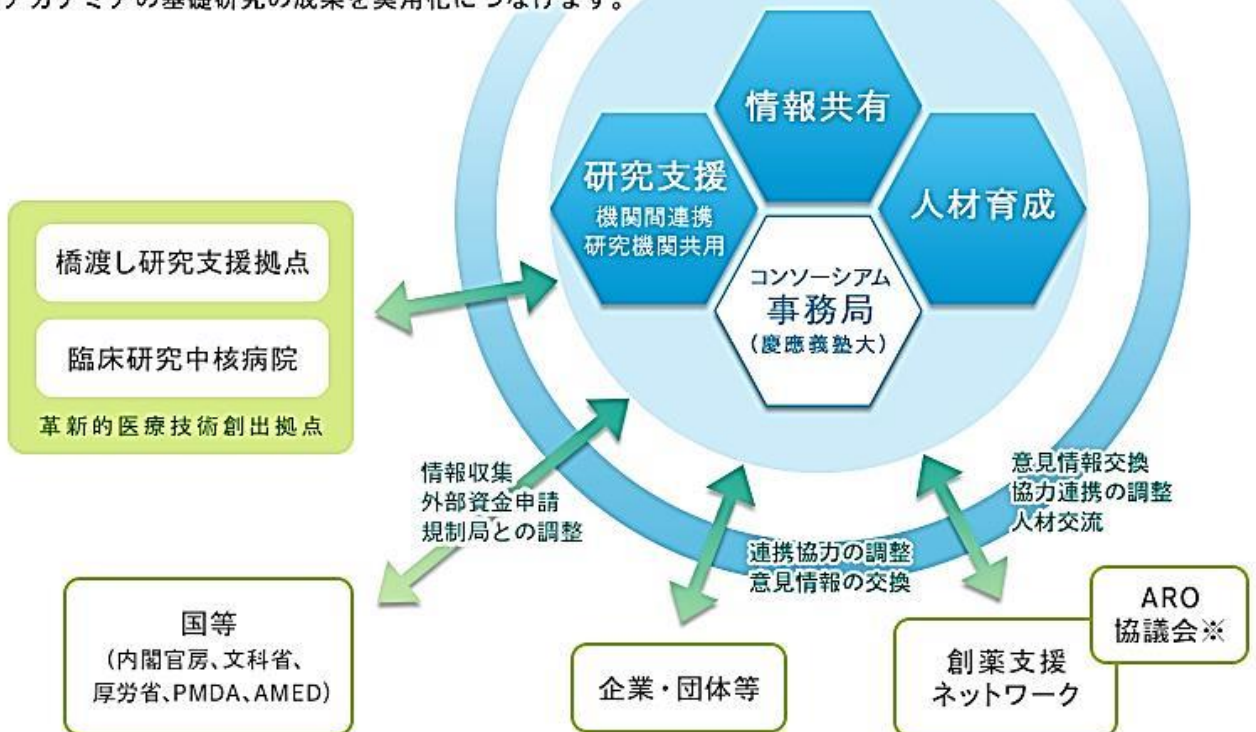 アカデミアの基礎研究の成果を実用化につなげます。
情報共有
研究支援
機関間連携
研究機関共用
人材育成
コンソーシアム
事務局
(慶應義塾大)
橋渡し研究支援拠点
臨床研究中核病院
革新的医療技術創出拠点
情報収集
外部資金申請
規制局との調整
連携協力の調整
意見情報の交換
意見情報交換
協力連携の調整
人材交流
国等
(内閣官房、文科省、
厚労省、PMDA、AMED)
企業・団体等
創薬支援
ネットワーク
ARO
協議会※